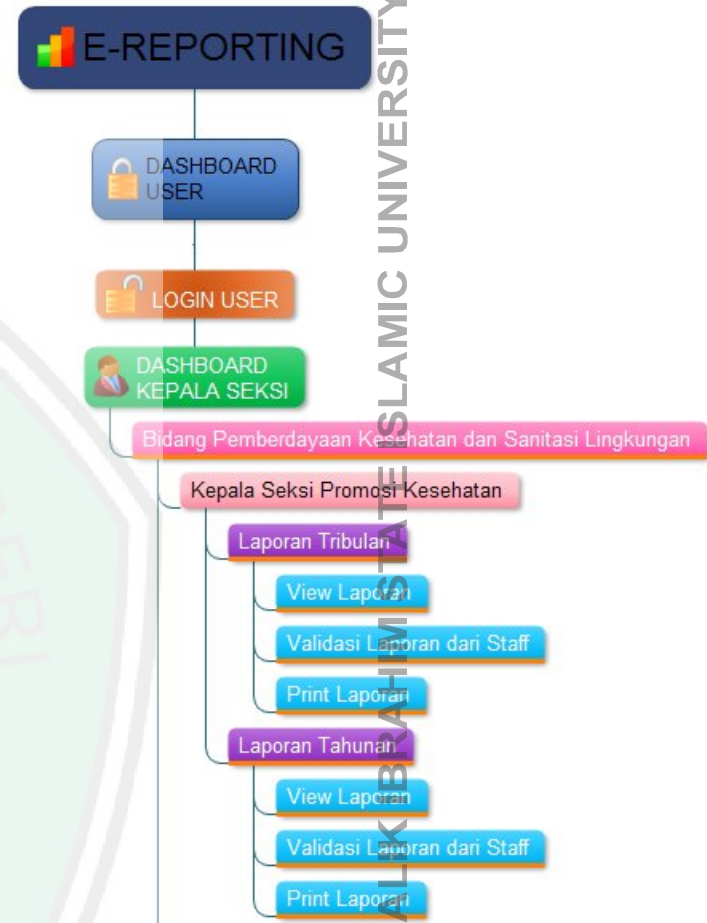 E-REPORTING
DASHBOARD
USER
LOGIN USER
DASHBOARD
KEPALA SEKSI
Bidang Pemberdayaan Kesehatan dan Sanitasi Lingkungan
Kepala Seksi Promosi Kesehatan
Laporan Tribulan
View Laporan
Validasi Laporan dari Staff
Print Laporan
Laporan Tahunan
View Laporan
Validasi Laporan dari Staff
Print Laporan
ALIK IBRAHIM STATE ISLAMIC UNIVERSITY